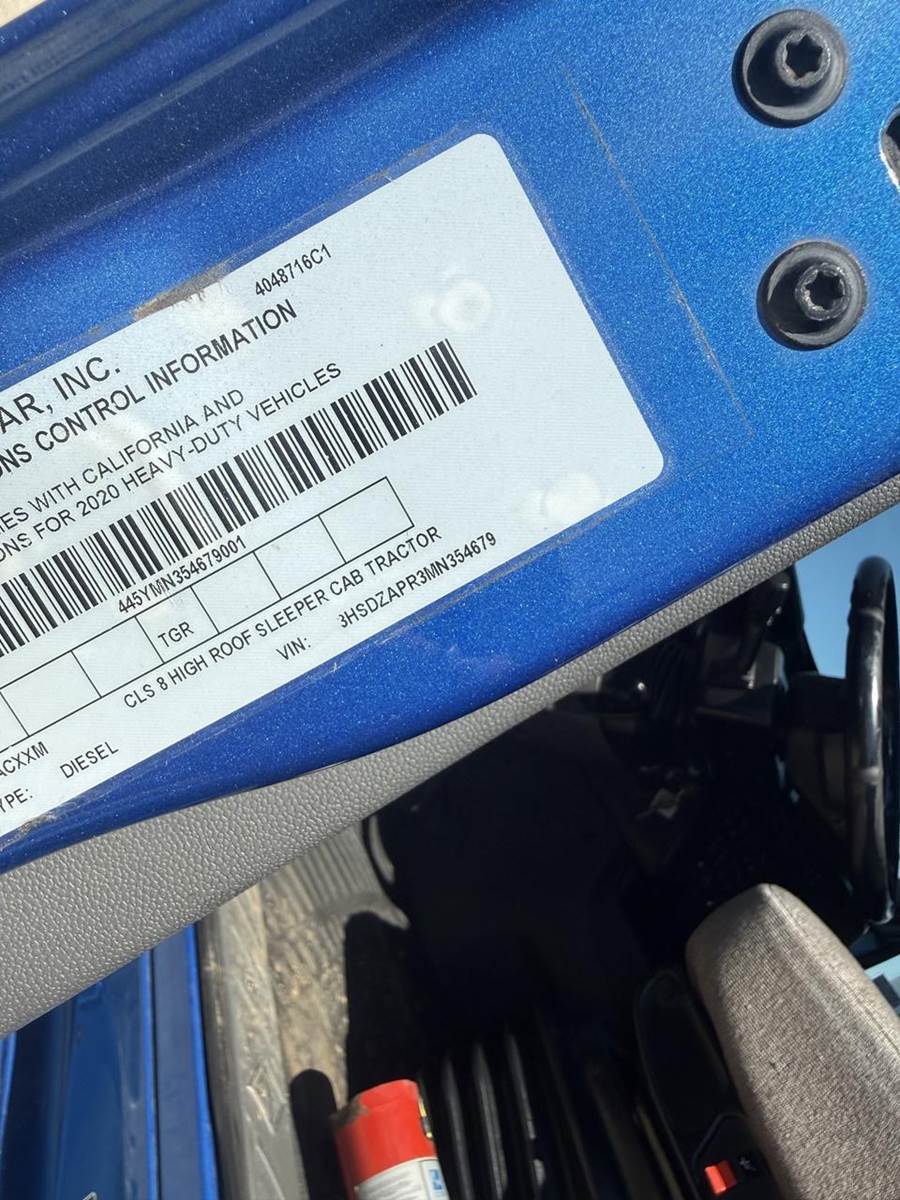 4048716C1
AR, INC.
ONS CONTROL INFORMATION
IES WITH CALIFORNIA AND
ONS FOR 2020 HEAVY-DUTY VEHICLES
445YMN354679001
TGR
CLS 8 HIGH ROOF SLEEPER CAB TRACTOR
VIN: 3HSDZAPR3MN354679
ACXXM
YPE: DIESEL